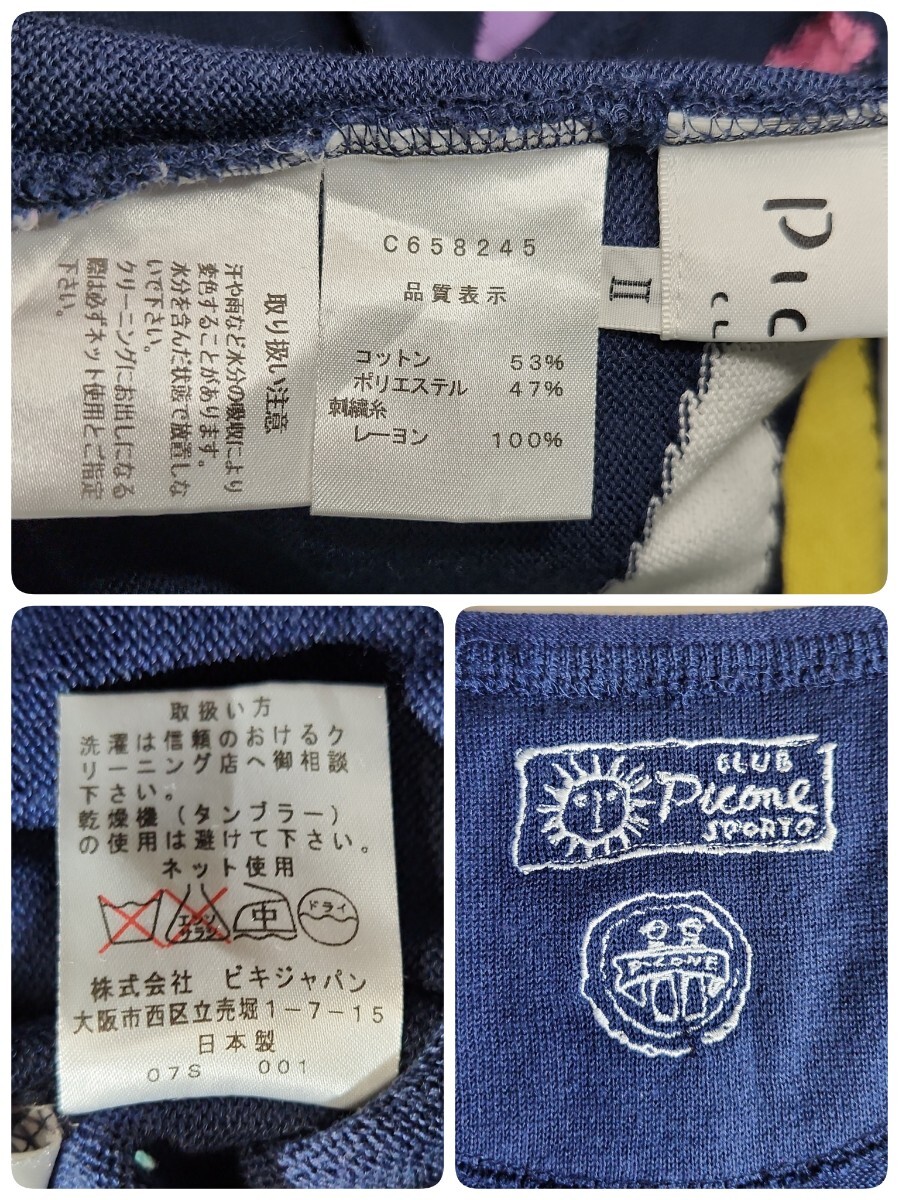 取り扱い注意
汗や雨など水分の吸収により
変色することがあります。
水分を含んだ状態で放置しな
いで下さい。
クリーニングにお出しになる
際は必ずネット使用とご指定
下さい。
C658245
品質表示
コットン 53%
ポリエステル 47%
刺繍糸
レーヨン 100%
II
pic
CL
取扱い方
洗濯は信頼のおけるク
リーニング店へ御相談
下さい。
乾燥機(タンブラー)
の使用は避けて下さい。
ネット使用
エンソ
サラシ
中
ドライ
株式会社 ビキジャパン
大阪市西区立売堀1-7-15
日本製
07S 001
CLUB
Picone
SPORTO
PICONE